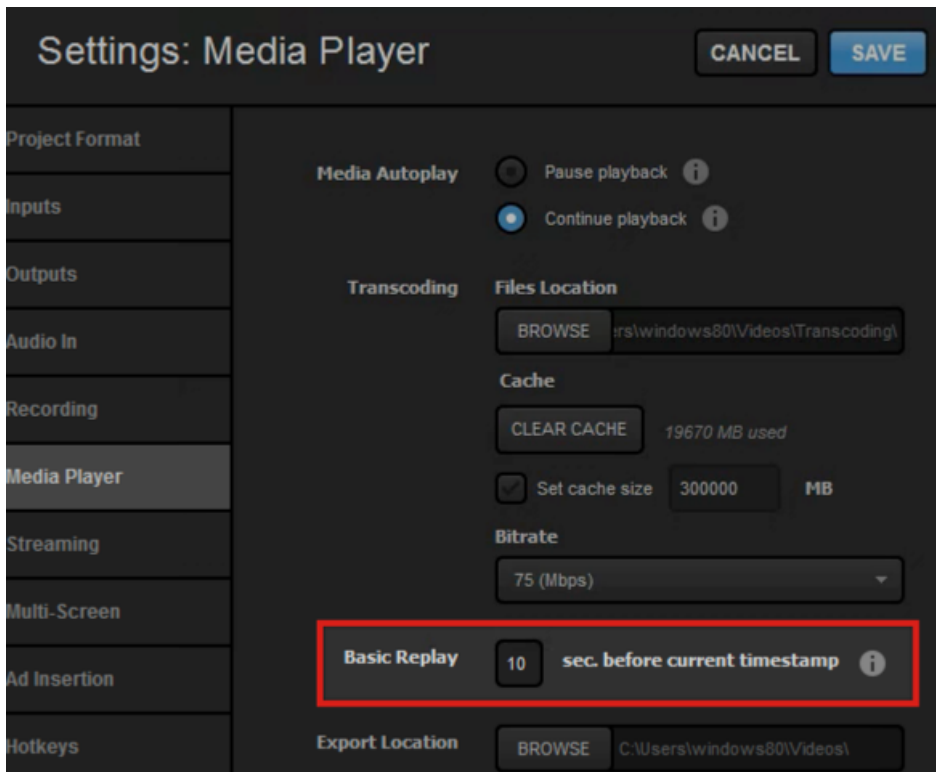 Settings: Media Player
CANCEL
SAVE
Project Format
Inputs
Outputs
Audio In
Recording
Media Player
Streaming
Multi-Screen
Ad Insertion
Hotkeys
Media Autoplay
Pause playback
Continue playback
Transcoding
Files Location
BROWSE
ers\windows80\Videos\Transcoding\
Cache
CLEAR CACHE
19670 MB used
Set cache size
300000
MB
Bitrate
75 (Mbps)
Basic Replay
10
sec. before current timestamp
Export Location
BROWSE
C:\Users\windows80\Videos\